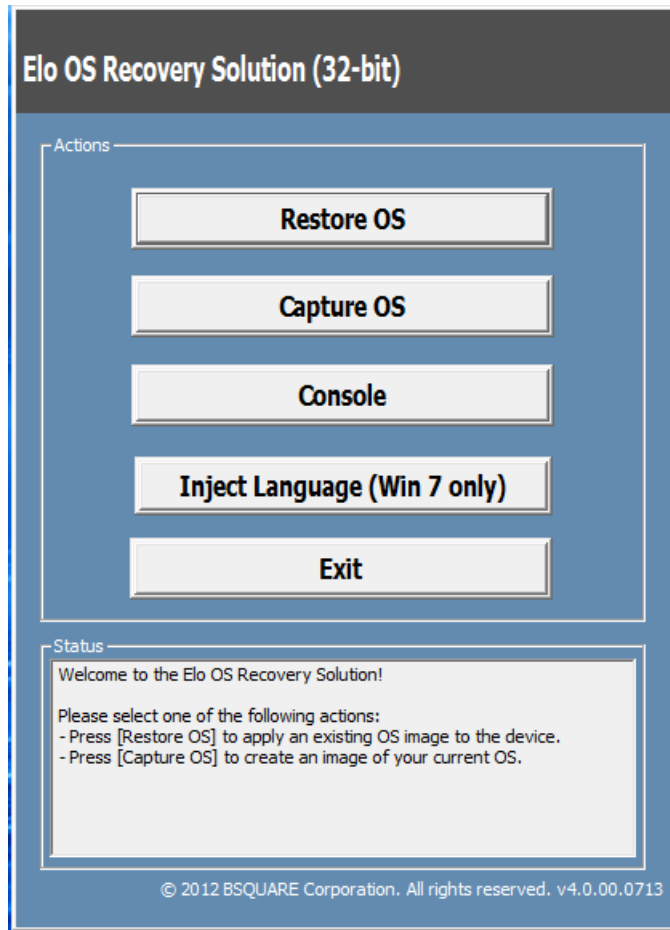 Elo OS Recovery Solution (32-bit)
Actions
Restore OS
Capture OS
Console
Inject Language (Win 7 only)
Exit
Status
Welcome to the Elo OS Recovery Solution!
Please select one of the following actions:
- Press [Restore OS] to apply an existing OS image to the device.
- Press [Capture OS] to create an image of your current OS.
© 2012 BSQUARE Corporation. All rights reserved. v4.0.00.0713